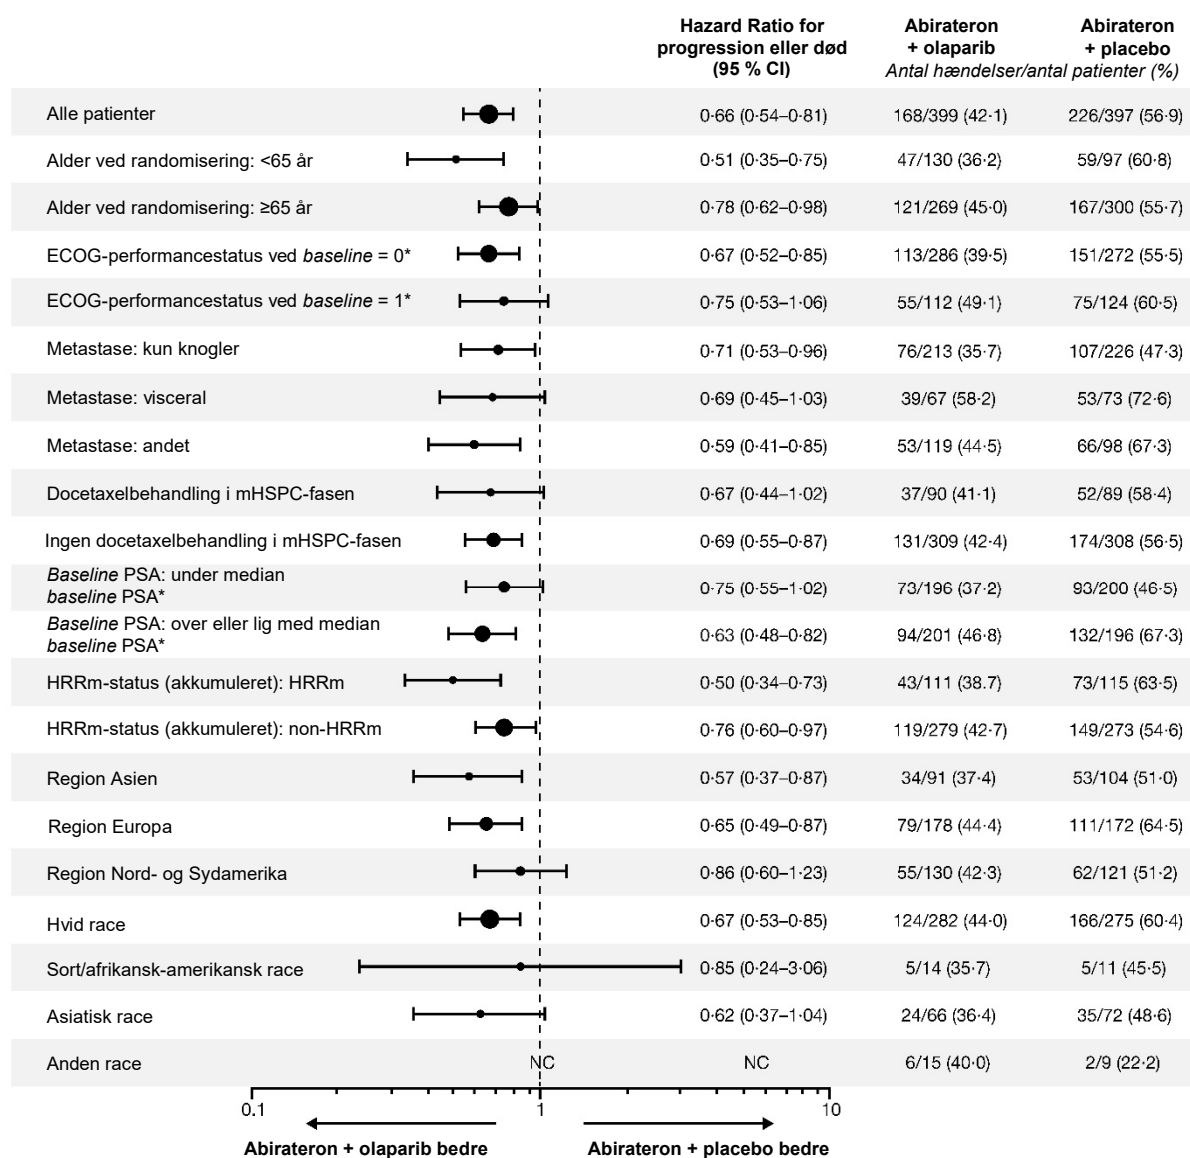 Hazard Ratio for
progression eller død
(95 % CI)
Abirateron
+ olaparib
Abirateron
+ placebo
Antal hændelser/antal patienter (%)
Alle patienter 0·66 (0·54–0·81) 168/399 (42·1) 226/397 (56·9)
Alder ved randomisering: <65 år 0·51 (0·35–0·75) 47/130 (36·2) 59/97 (60·8)
Alder ved randomisering: ≥65 år 0·78 (0·62–0·98) 121/269 (45·0) 167/300 (55·7)
ECOG-performancestatus ved baseline = 0* 0·67 (0·52–0·85) 113/286 (39·5) 151/272 (55·5)
ECOG-performancestatus ved baseline = 1* 0·75 (0·53–1·06) 55/112 (49·1) 75/124 (60·5)
Metastase: kun knogler 0·71 (0·53–0·96) 76/213 (35·7) 107/226 (47·3)
Metastase: visceral 0·69 (0·45–1·03) 39/67 (58·2) 53/73 (72·6)
Metastase: andet 0·59 (0·41–0·85) 53/119 (44·5) 66/98 (67·3)
Docetaxelbehandling i mHSPC-fasen 0·67 (0·44–1·02) 37/90 (41·1) 52/89 (58·4)
Ingen docetaxelbehandling i mHSPC-fasen 0·69 (0·55–0·87) 131/309 (42·4) 174/308 (56·5)
Baseline PSA: under median
baseline PSA* 0·75 (0·55–1·02) 73/196 (37·2) 93/200 (46·5)
Baseline PSA: over eller lig med median
baseline PSA* 0·63 (0·48–0·82) 94/201 (46·8) 132/196 (67·3)
HRRm-status (akkumuleret): HRRm 0·50 (0·34–0·73) 43/111 (38·7) 73/115 (63·5)
HRRm-status (akkumuleret): non-HRRm 0·76 (0·60–0·97) 119/279 (42·7) 149/273 (54·6)
Region Asien 0·57 (0·37–0·87) 34/91 (37·4) 53/104 (51·0)
Region Europa 0·65 (0·49–0·87) 79/178 (44·4) 111/172 (64·5)
Region Nord- og Sydamerika 0·86 (0·60–1·23) 55/130 (42·3) 62/121 (51·2)
Hvid race 0·67 (0·53–0·85) 124/282 (44·0) 166/275 (60·4)
Sort/afrikansk-amerikansk race 0·85 (0·24–3·06) 5/14 (35·7) 5/11 (45·5)
Asiatisk race 0·62 (0·37–1·04) 24/66 (36·4) 35/72 (48·6)
Anden race NC NC 6/15 (40·0) 2/9 (22·2)
0.1 1 10
Abirateron + olaparib bedre Abirateron + placebo bedre